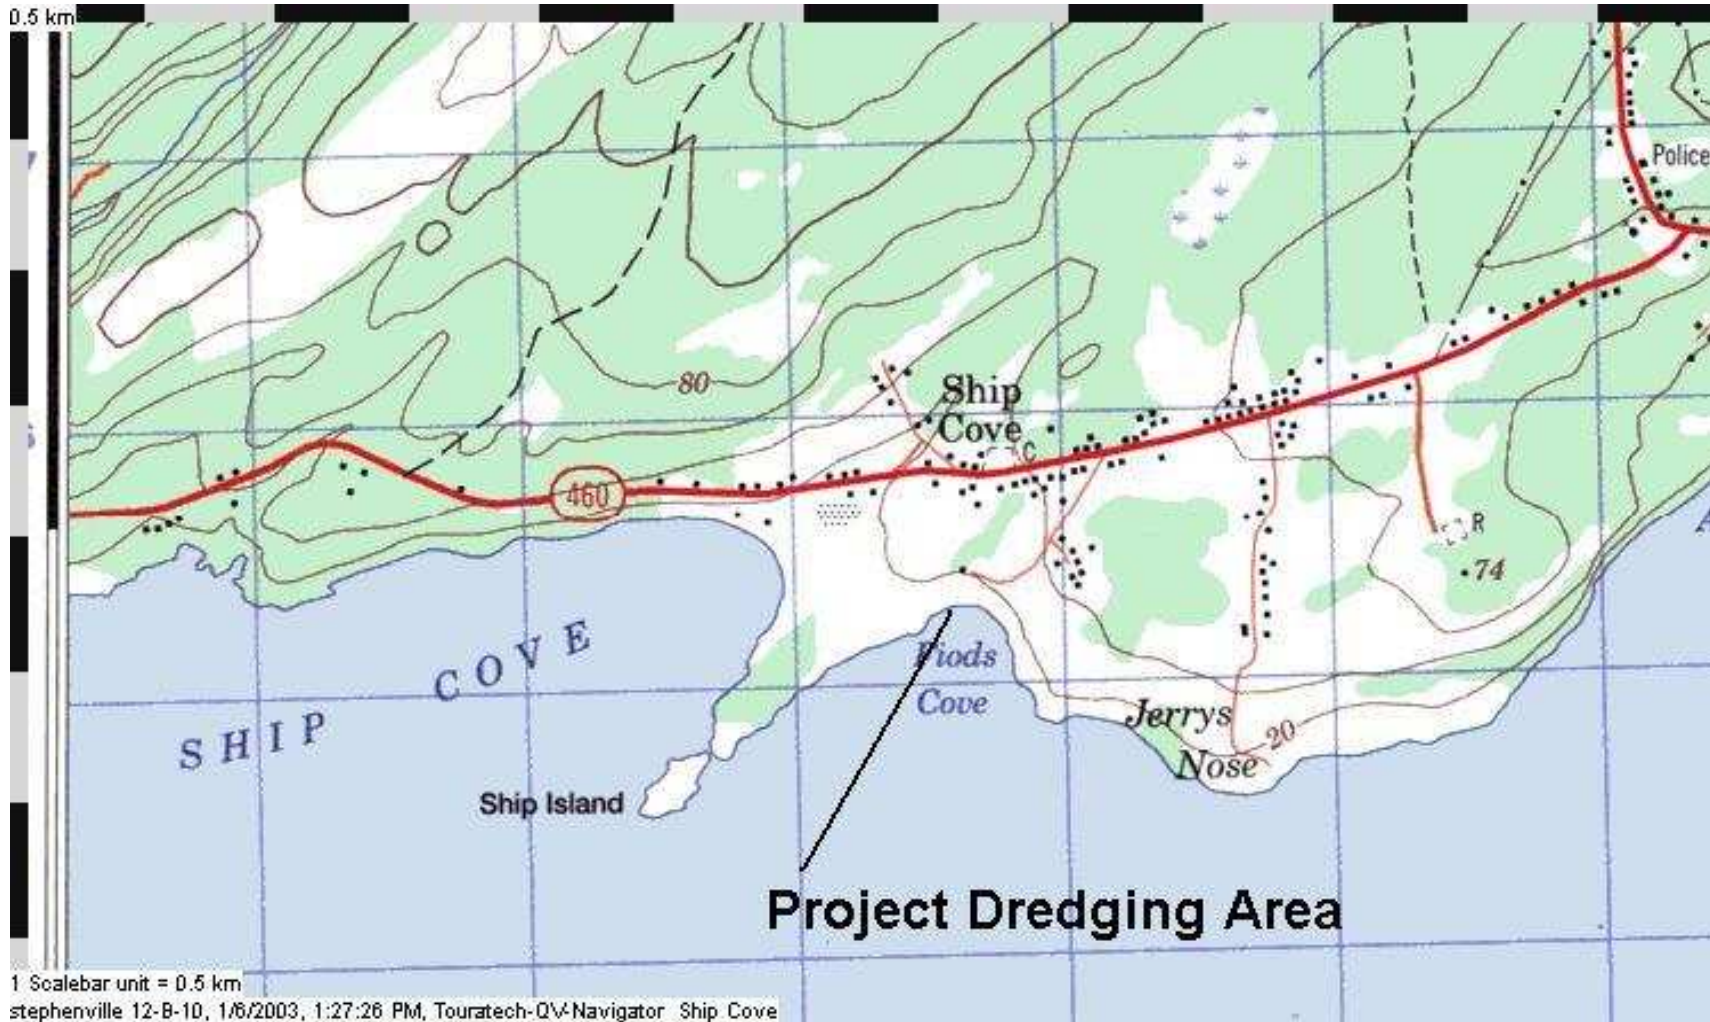 0.5 km
7
Police
80
Ship
Cove
C
460
R
74
Fiods
Cove
SHIP COVE
Jerrys
Nose
20
Ship Island
Project Dredging Area
1 Scalebar unit = 0.5 km
stephenville 12-B-10, 1/6/2003, 1:27:26 PM, Touratech-QV-Navigator Ship Cove